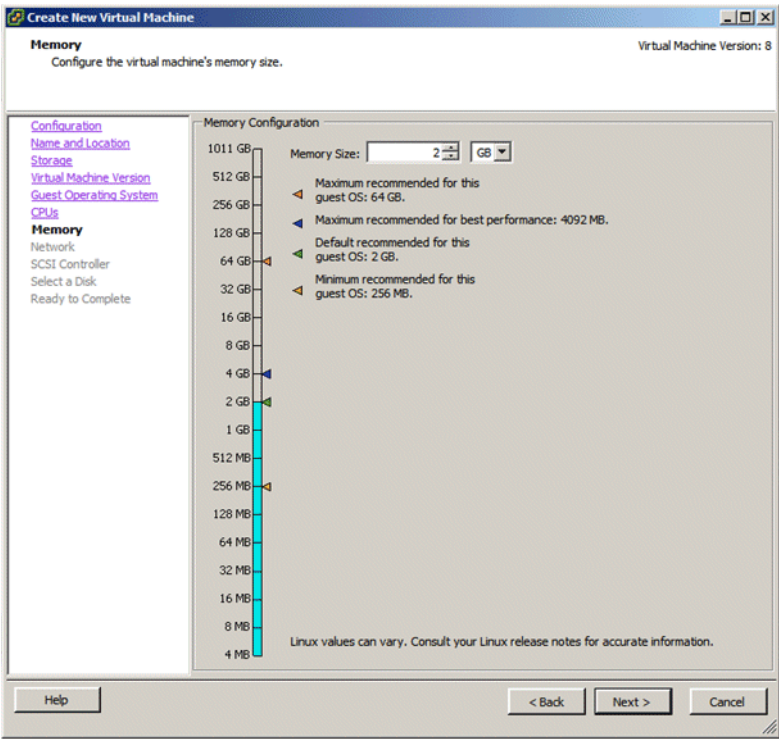 Create New Virtual Machine
Memory
Virtual Machine Version: 8
Configure the virtual machine's memory size.
Configuration
Name and Location
Storage
Virtual Machine Version
Guest Operating System
CPUs
Memory
Network
SCSI Controller
Select a Disk
Ready to Complete
Memory Configuration
1011 GB
512 GB
256 GB
128 GB
64 GB
32 GB
16 GB
8 GB
4 GB
2 GB
1 GB
512 MB
256 MB
128 MB
64 MB
32 MB
16 MB
8 MB
4 MB
Memory Size: 2 GB
Maximum recommended for this
guest OS: 64 GB.
Maximum recommended for best performance: 4092 MB.
Default recommended for this
guest OS: 2 GB.
Minimum recommended for this
guest OS: 256 MB.
Linux values can vary. Consult your Linux release notes for accurate information.
Help
< Back
Next >
Cancel